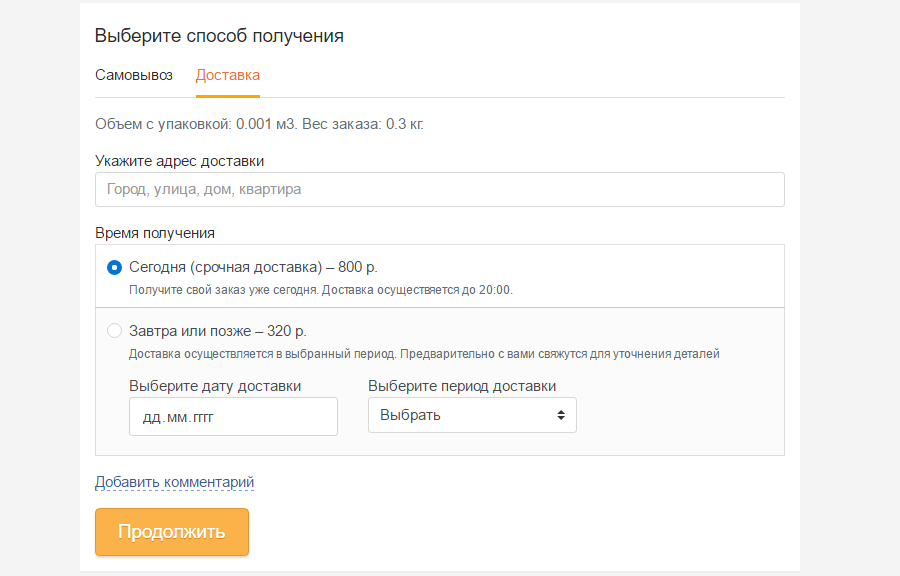 Выберите способ получения
Самовывоз Доставка
Объем с упаковкой: 0.001 м3. Вес заказа: 0.3 кг.
Укажите адрес доставки
Город, улица, дом, квартира
Время получения
Сегодня (срочная доставка) – 800 р.
Получите свой заказ уже сегодня. Доставка осуществляется до 20:00.
Завтра или позже – 320 р.
Доставка осуществляется в выбранный период. Предварительно с вами свяжутся для уточнения деталей
Выберите дату доставки Выберите период доставки
дд.мм.гггг Выбрать
Добавить комментарий
Продолжить